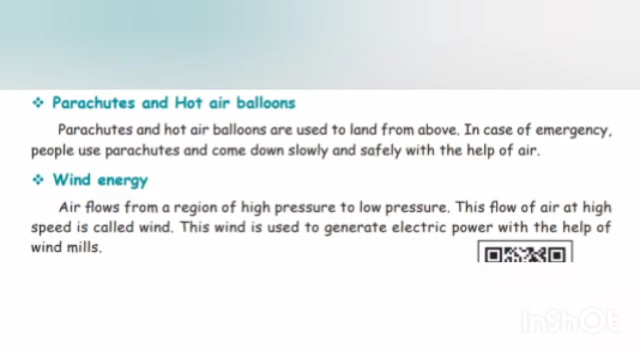 ❖ Parachutes and Hot air balloons
Parachutes and hot air balloons are used to land from above. In case of emergency,
people use parachutes and come down slowly and safely with the help of air.
❖ Wind energy
Air flows from a region of high pressure to low pressure. This flow of air at high
speed is called wind. This wind is used to generate electric power with the help of
wind mills.
InShOt